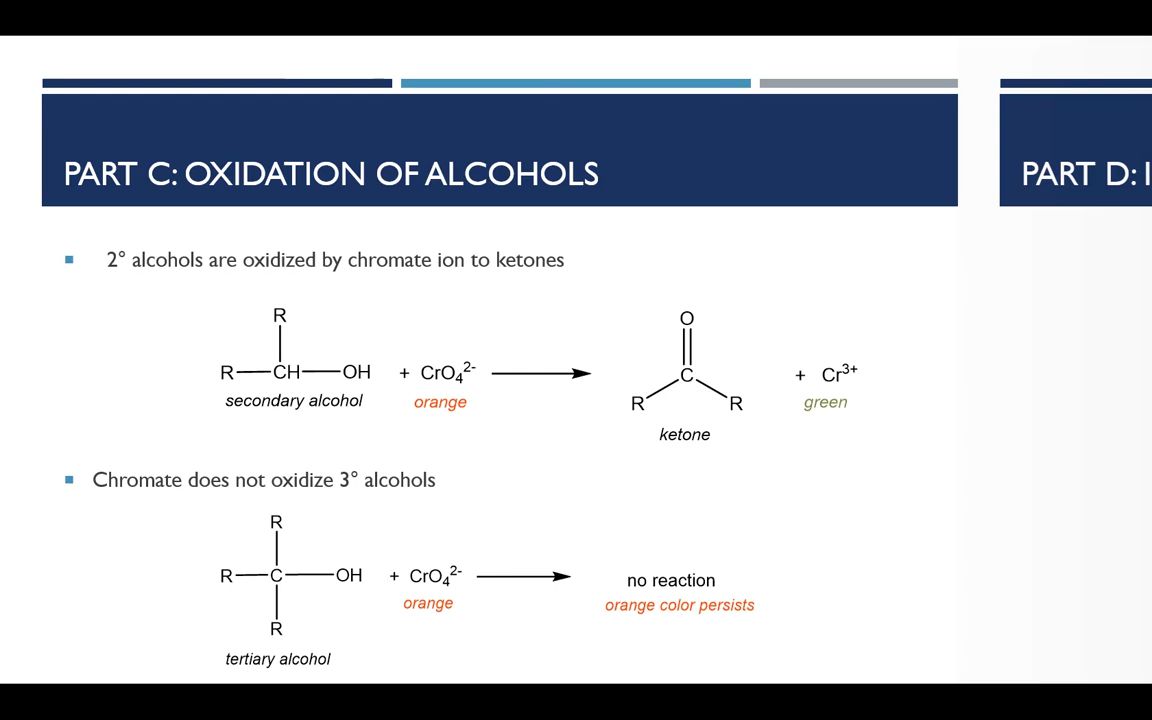 PART C: OXIDATION OF ALCOHOLS
PART D: I
2° alcohols are oxidized by chromate ion to ketones
R
R CH OH + CrO₄²⁻
secondary alcohol
orange
O
C
R R
ketone
+ Cr³⁺
green
Chromate does not oxidize 3° alcohols
R
R C OH + CrO₄²⁻
R
tertiary alcohol
orange
no reaction
orange color persists